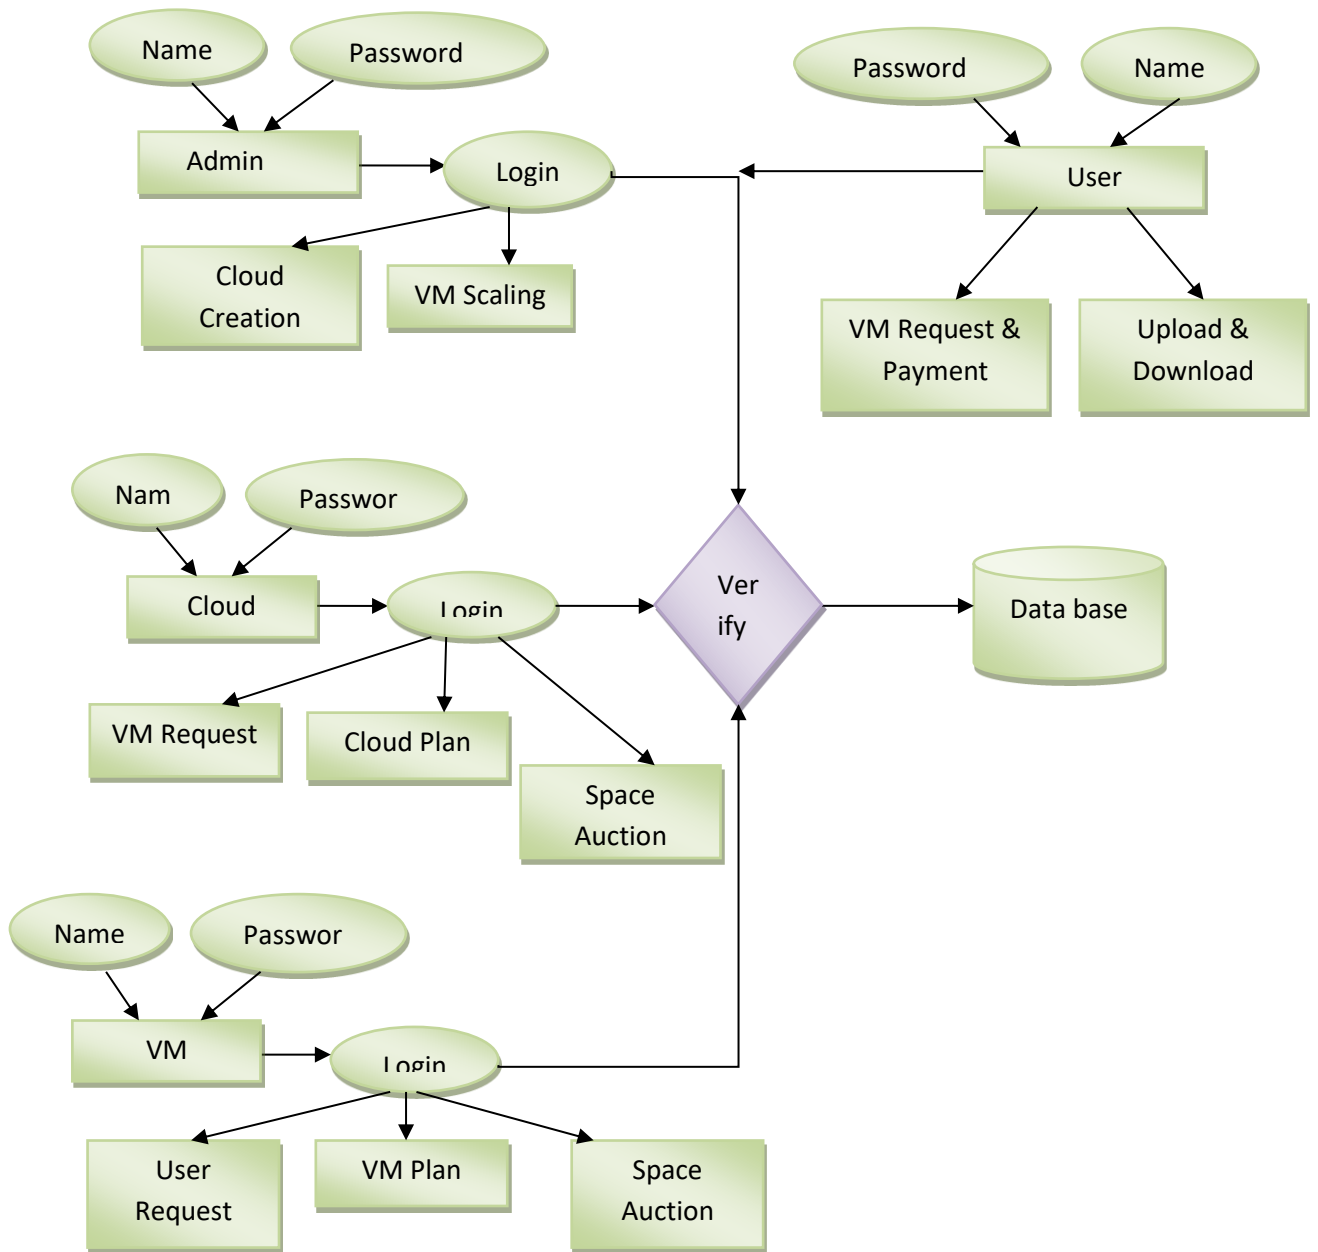 Name
Password
Admin
Login
Cloud
Creation
VM Scaling
Password
Name
User
VM Request &
Payment
Upload &
Download
Nam
Passwor
Cloud
Login
VM Request
Cloud Plan
Space
Auction
Ver
ify
Data base
Name
Passwor
VM
Login
User
Request
VM Plan
Space
Auction